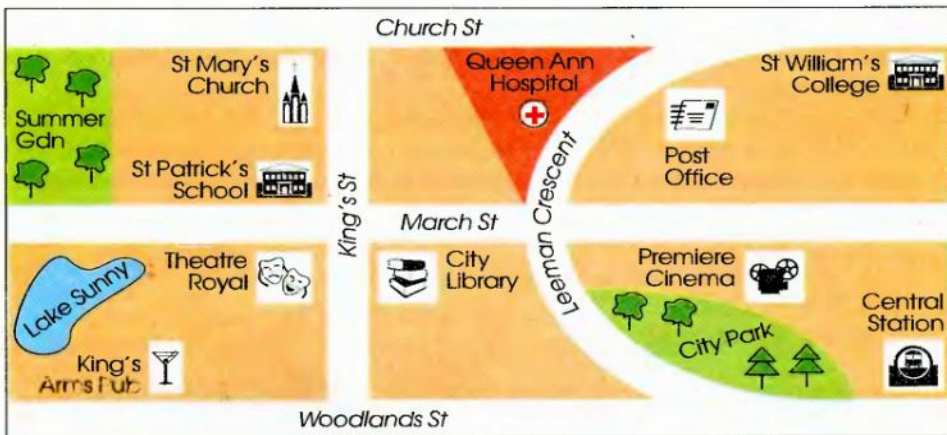 Church St
St Mary's
Church
Queen Ann
Hospital
St William's
College
Summer
Gdn
St Patrick's
School
Post
Office
King's St
March St
Leeman Crescent
Theatre
Royal
City
Library
Premiere
Cinema
Lake Sunny
City Park
Central
Station
King's
Arms Pub
Woodlands St